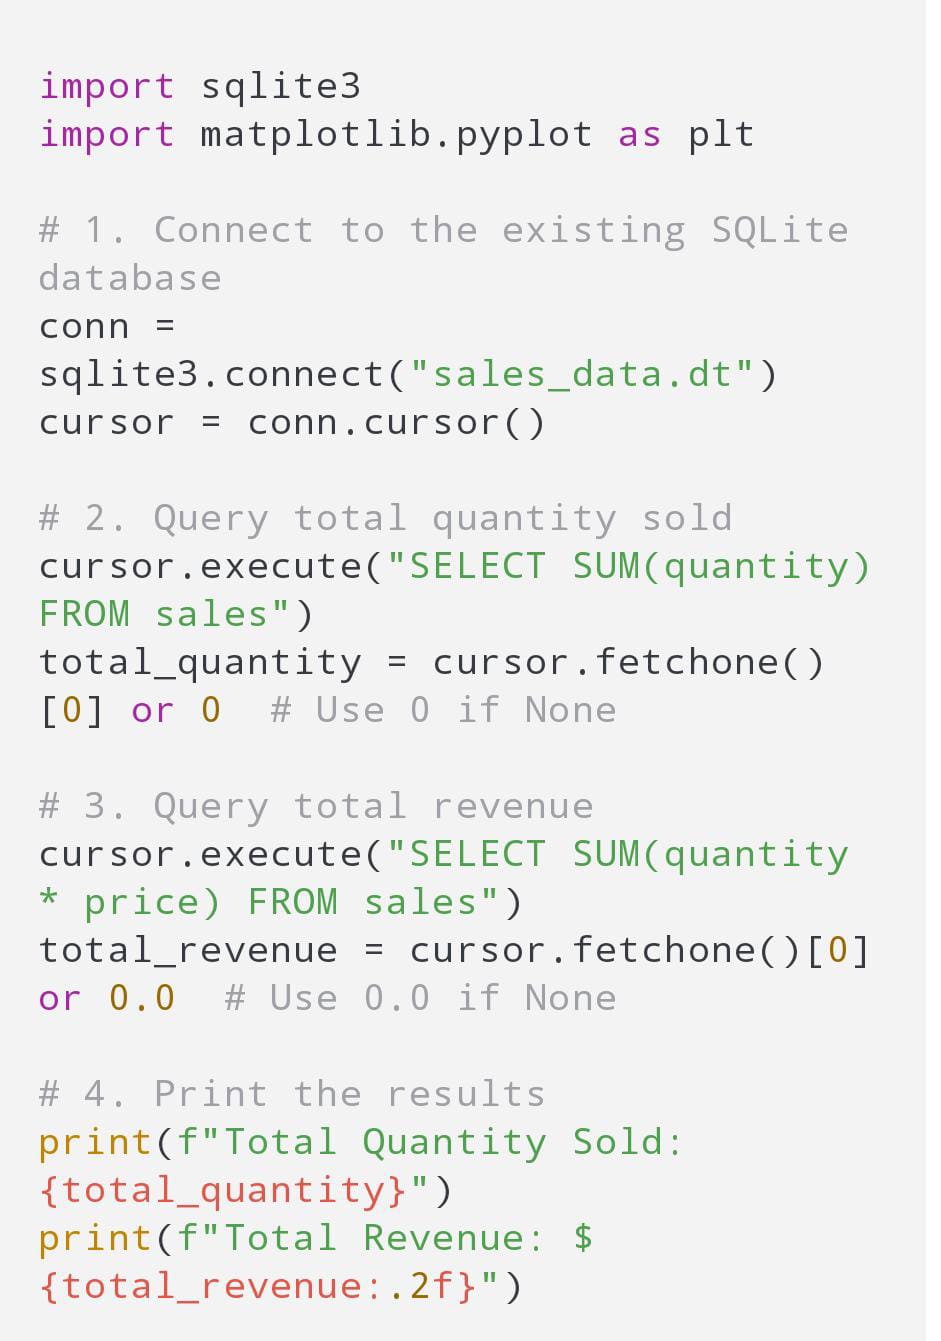 import sqlite3
import matplotlib.pyplot as plt
# 1. Connect to the existing SQLite
database
conn =
sqlite3.connect("sales_data.dt")
cursor = conn.cursor()
# 2. Query total quantity sold
cursor.execute("SELECT SUM(quantity)
FROM sales")
total_quantity = cursor.fetchone()
[0] or 0  # Use 0 if None
# 3. Query total revenue
cursor.execute("SELECT SUM(quantity
* price) FROM sales")
total_revenue = cursor.fetchone()[0]
or 0.0  # Use 0.0 if None
# 4. Print the results
print(f"Total Quantity Sold:
{total_quantity}")
print(f"Total Revenue: $
{total_revenue:.2f}")